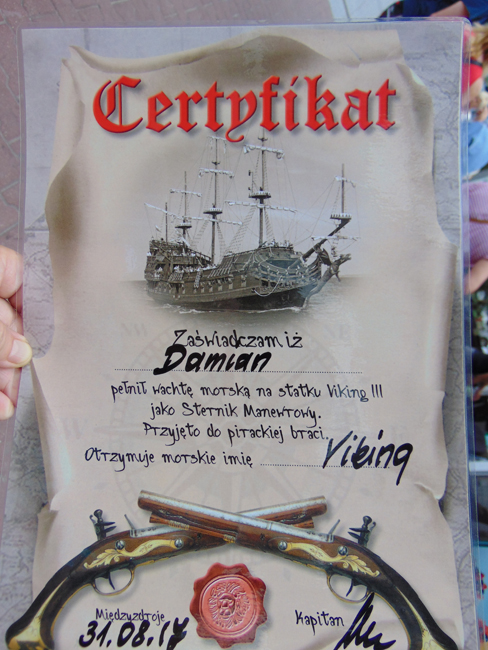 Certyfikat
Zaświadczam iż
Damian
pełnił wachtę morską na statku Viking III
jako Sternik Manewrowy.
Przyjęto do pirackiej braci.
Otrzymuje morskie imię Viking
Międzyzdroje
31.08.17
Kapitan